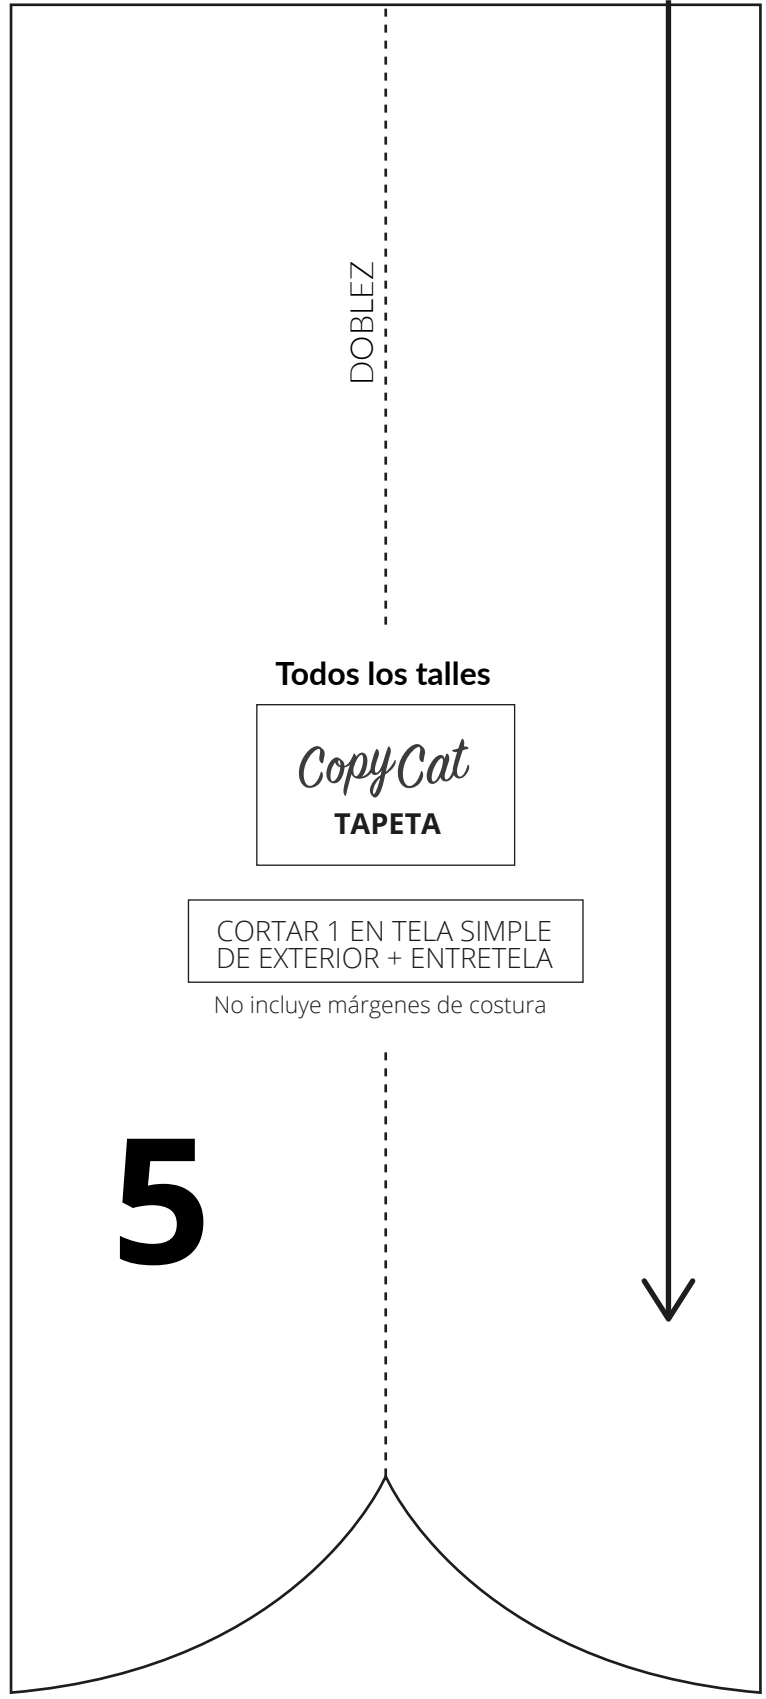 DOBLEZ
Todos los talles
CopyCat
TAPETA
CORTAR 1 EN TELA SIMPLE
DE EXTERIOR + ENTRETELA
No incluye márgenes de costura
5